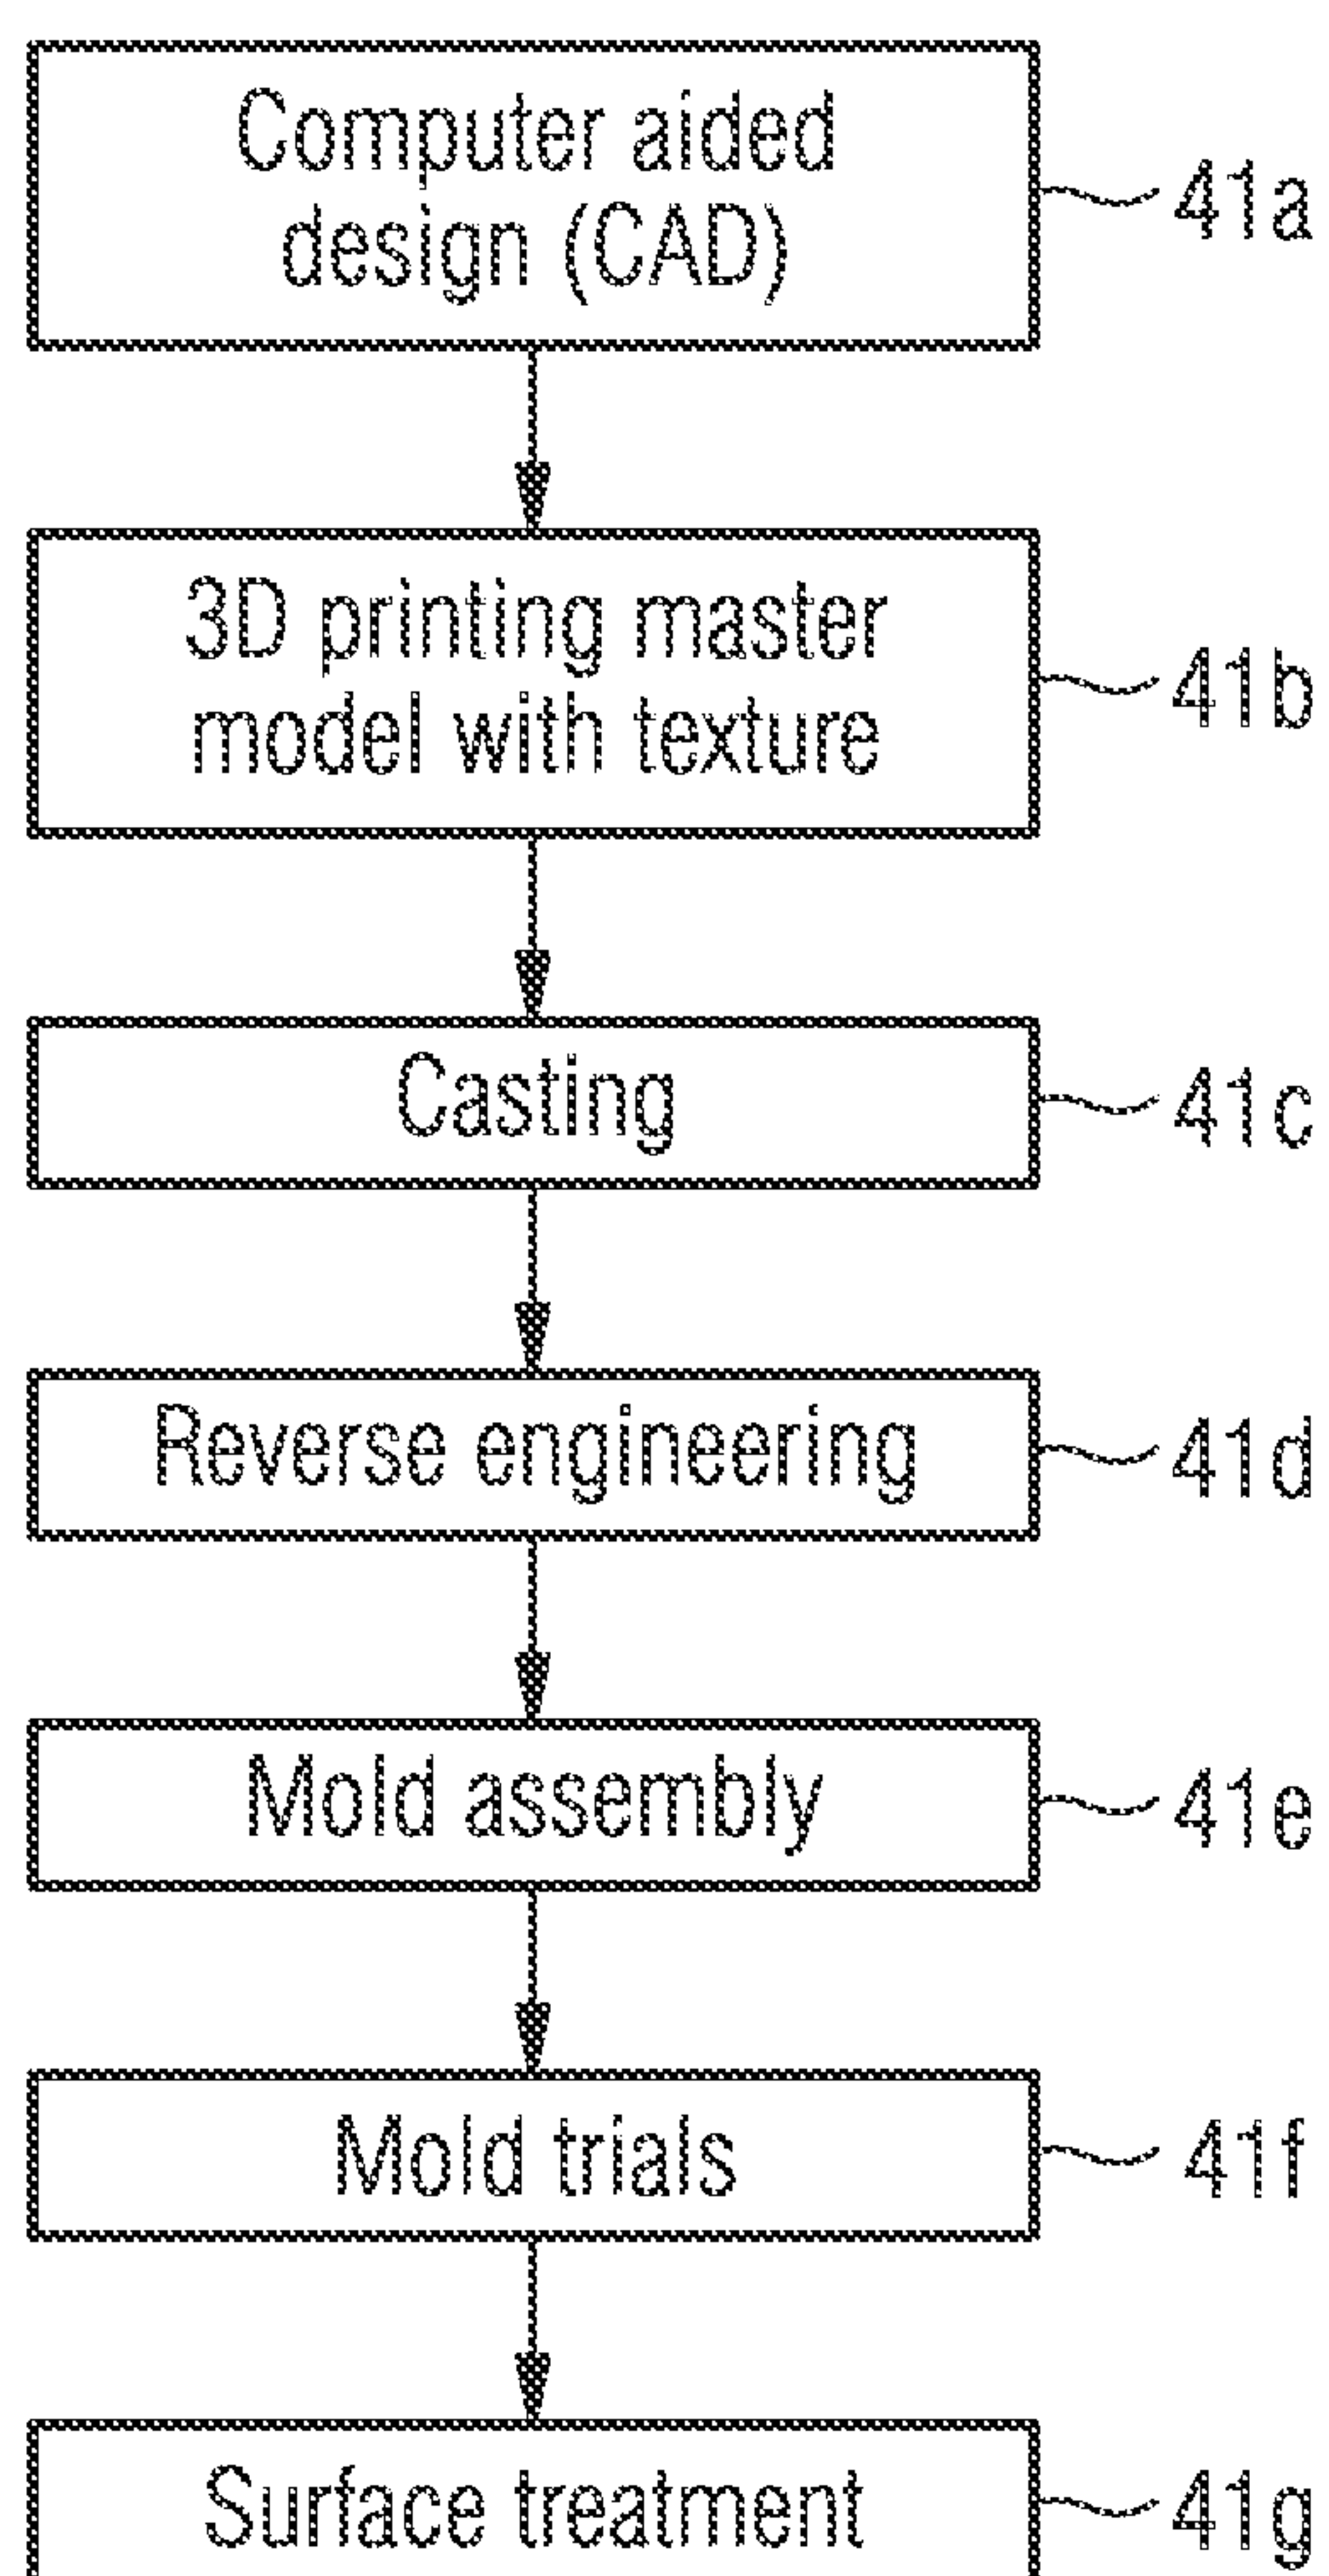 Computer aided
design (CAD)
41a
3D printing master
model with texture
41b
Casting
41c
Reverse engineering
41d
Mold assembly
41e
Mold trials
41f
Surface treatment
41g